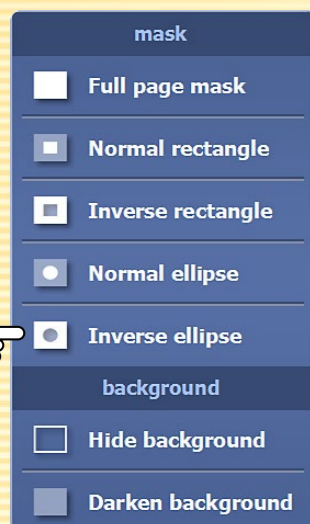 mask
Full page mask
Normal rectangle
Inverse rectangle
Normal ellipse
Inverse ellipse
background
Hide background
Darken background